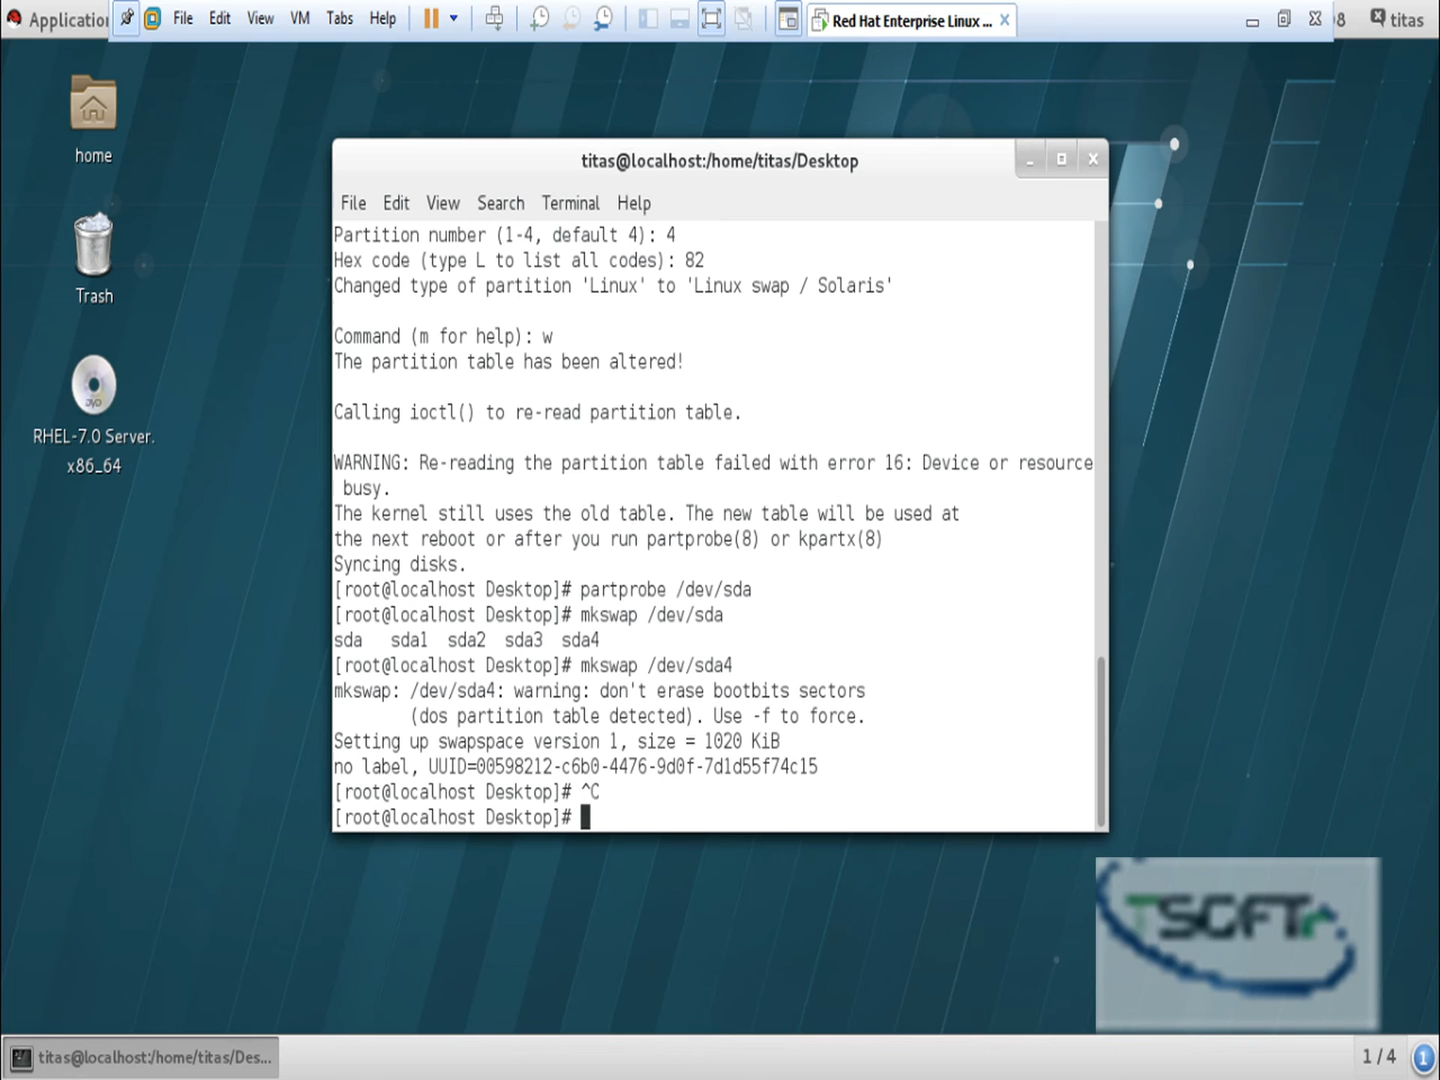 Application
File Edit View VM Tabs Help
Red Hat Enterprise Linux ...
8
titas
home
Trash
DVD
RHEL-7.0 Server.
x86_64
titas@localhost:/home/titas/Desktop
File Edit View Search Terminal Help
Partition number (1-4, default 4): 4
Hex code (type L to list all codes): 82
Changed type of partition 'Linux' to 'Linux swap / Solaris'
Command (m for help): w
The partition table has been altered!
Calling ioctl() to re-read partition table.
WARNING: Re-reading the partition table failed with error 16: Device or resource
busy.
The kernel still uses the old table. The new table will be used at
the next reboot or after you run partprobe(8) or kpartx(8)
Syncing disks.
[root@localhost Desktop]# partprobe /dev/sda
[root@localhost Desktop]# mkswap /dev/sda
sda sda1 sda2 sda3 sda4
[root@localhost Desktop]# mkswap /dev/sda4
mkswap: /dev/sda4: warning: don't erase bootbits sectors
(dos partition table detected). Use -f to force.
Setting up swapspace version 1, size = 1020 KiB
no label, UUID=00598212-c6b0-4476-9d0f-7d1d55f74c15
[root@localhost Desktop]# ^C
[root@localhost Desktop]#
titas@localhost:/home/titas/Des...
1 / 4
1